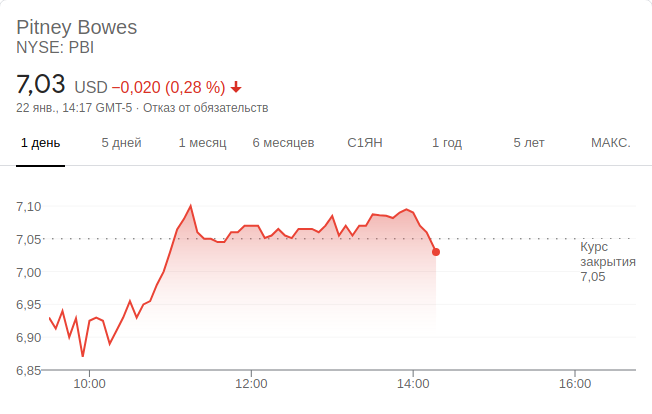 Pitney Bowes
NYSE: PBI
7,03 USD −0,020 (0,28 %)
22 янв., 14:17 GMT-5 · Отказ от обязательств
1 день 5 дней 1 месяц 6 месяцев С1ЯН 1 год 5 лет МАКС.
7,10
7,05
7,00
6,95
6,90
6,85
Курс
закрытия
7,05
10:00 12:00 14:00 16:00